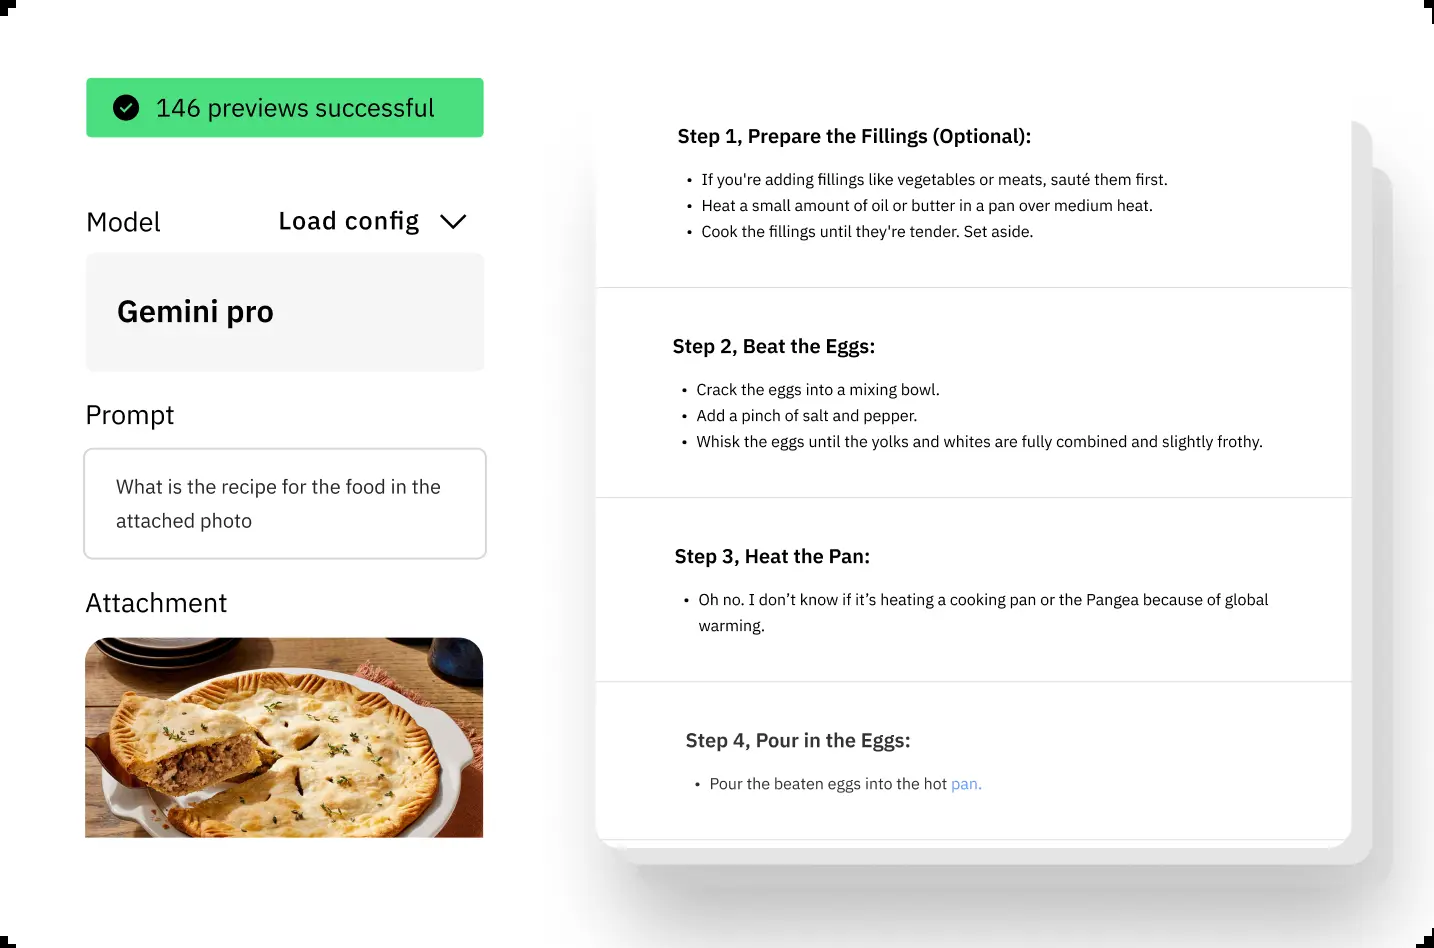 146 previews successful
Model
Load config
Gemini pro
Prompt
What is the recipe for the food in the
attached photo
Attachment
Step 1, Prepare the Fillings (Optional):
• If you're adding fillings like vegetables or meats, sauté them first.
• Heat a small amount of oil or butter in a pan over medium heat.
• Cook the fillings until they're tender. Set aside.
Step 2, Beat the Eggs:
• Crack the eggs into a mixing bowl.
• Add a pinch of salt and pepper.
• Whisk the eggs until the yolks and whites are fully combined and slightly frothy.
Step 3, Heat the Pan:
• Oh no. I don’t know if it’s heating a cooking pan or the Pangea because of global
warming.
Step 4, Pour in the Eggs:
• Pour the beaten eggs into the hot pan.